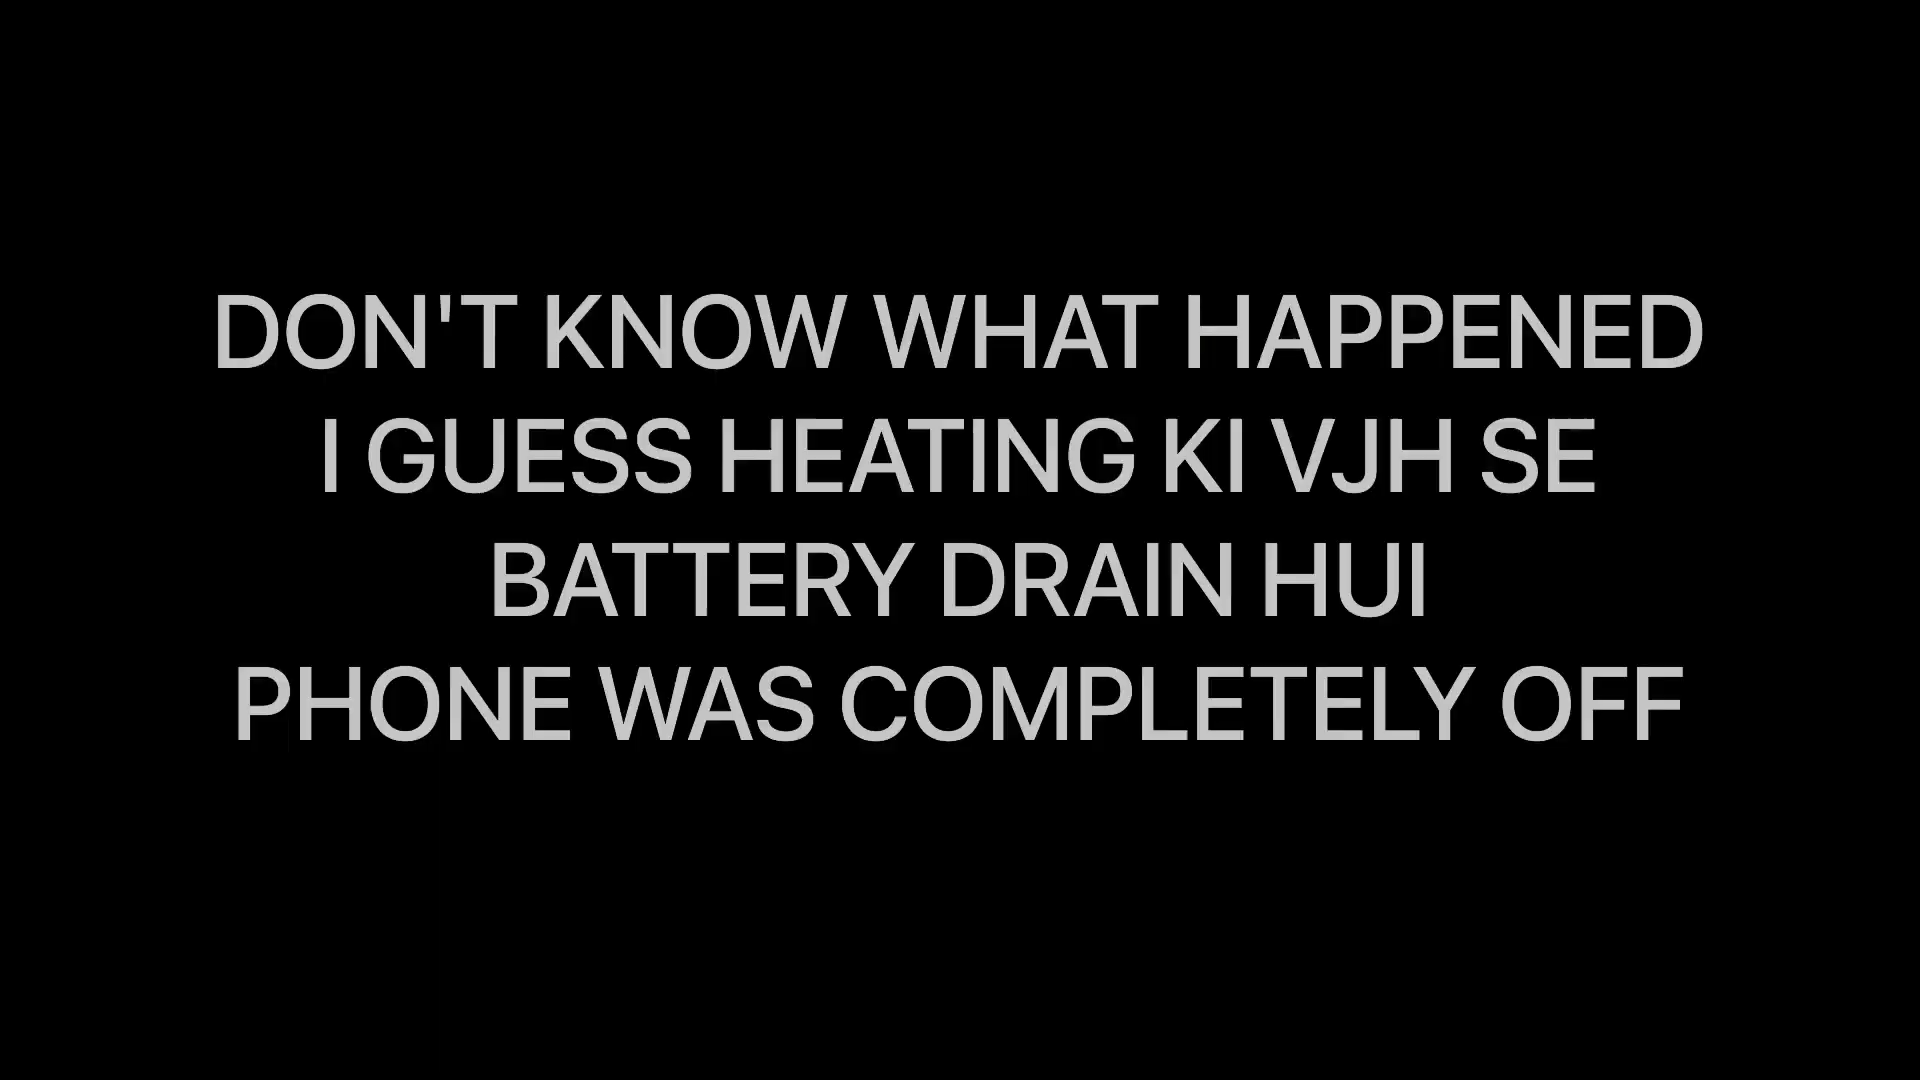 DON'T KNOW WHAT HAPPENED
I GUESS HEATING KI VJH SE
BATTERY DRAIN HUI
PHONE WAS COMPLETELY OFF